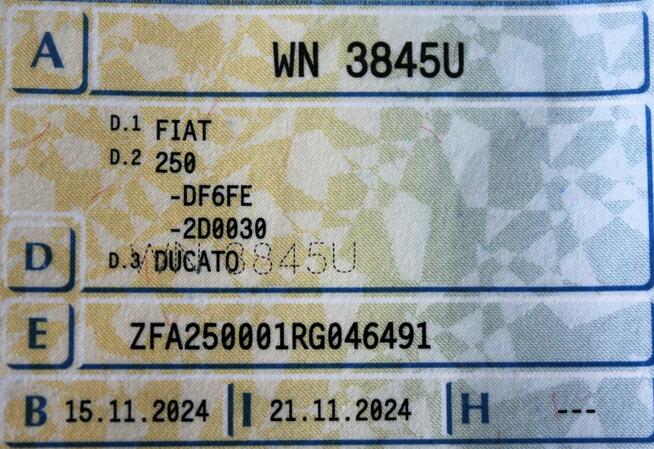 A WN 3845U
D.1 FIAT
D.2 250
-DF6FE
-2D0030
D D.3 DUCATO
WN 3845U
E ZFA250001RG046491
B 15.11.2024 I 21.11.2024 H ---